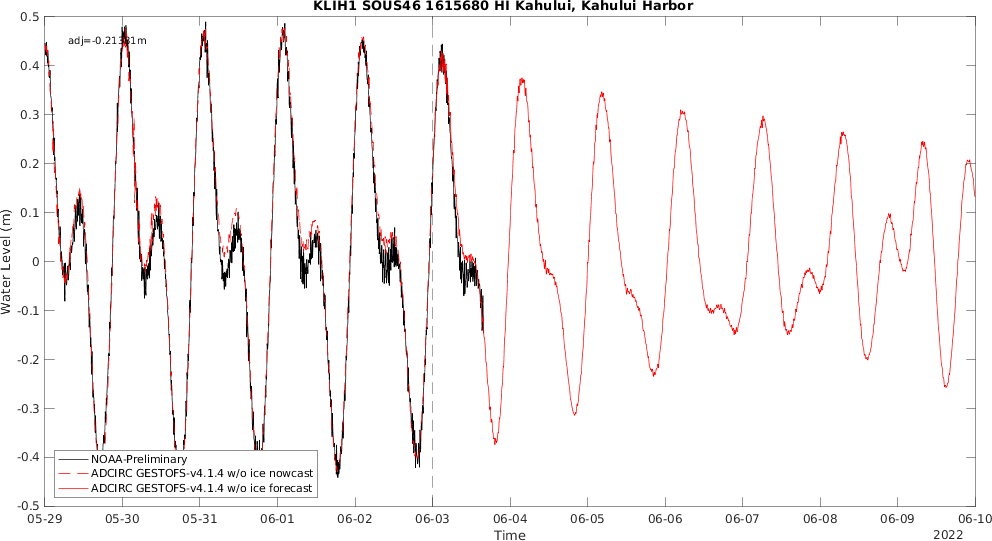 KLIH1 SOUS46 1615680 HI Kahului, Kahului Harbor
0.5
0.4
0.3
0.2
0.1
0
-0.1
-0.2
-0.3
-0.4
-0.5
Water Level (m)
NOAA-Preliminary
ADCIRC GESTOFS-v4.1.4 w/o ice nowcast
ADCIRC GESTOFS-v4.1.4 w/o ice forecast
05-29 05-30 05-31 06-01 06-02 06-03 06-04 06-05 06-06 06-07 06-08 06-09 06-10
Time
2022